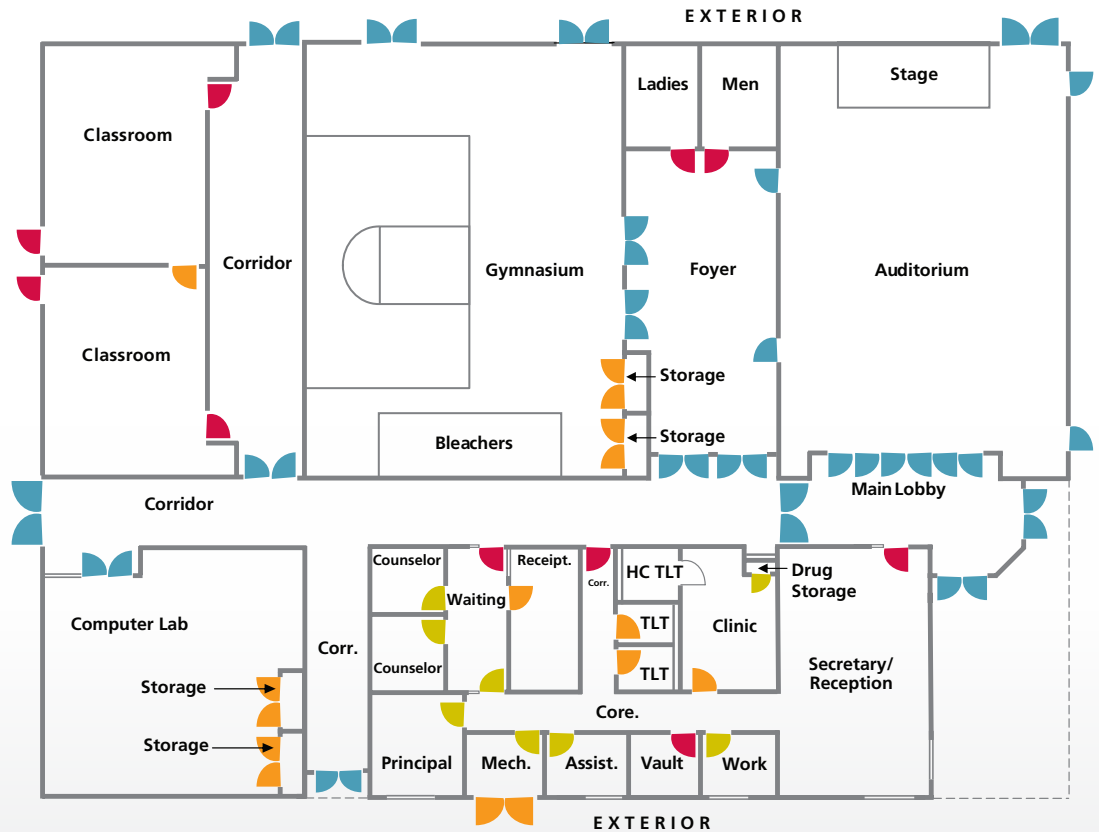 EXTERIOR
Ladies
Men
Stage
Classroom
Corridor
Gymnasium
Foyer
Auditorium
Classroom
Storage
Storage
Bleachers
Main Lobby
Corridor
Counselor
Receipt.
HC TLT
Corr.
Drug
Storage
Waiting
Computer Lab
TLT
Clinic
Corr.
Counselor
TLT
Secretary/
Reception
Storage
Core.
Storage
Principal
Mech.
Assist.
Vault
Work
EXTERIOR